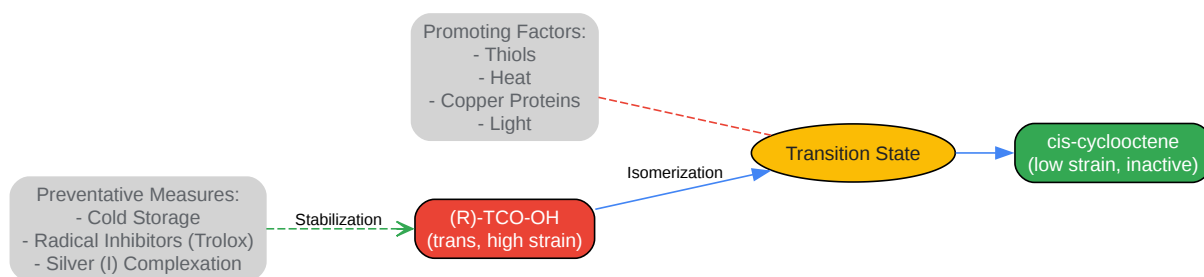 Promoting Factors:
- Thiols
- Heat
- Copper Proteins
- Light
Transition State
cis-cyclooctene
(low strain, inactive)
Isomerization
Preventative Measures:
- Cold Storage
- Radical Inhibitors (Trolox)
- Silver (I) Complexation
Stabilization
(R)-TCO-OH
(trans, high strain)